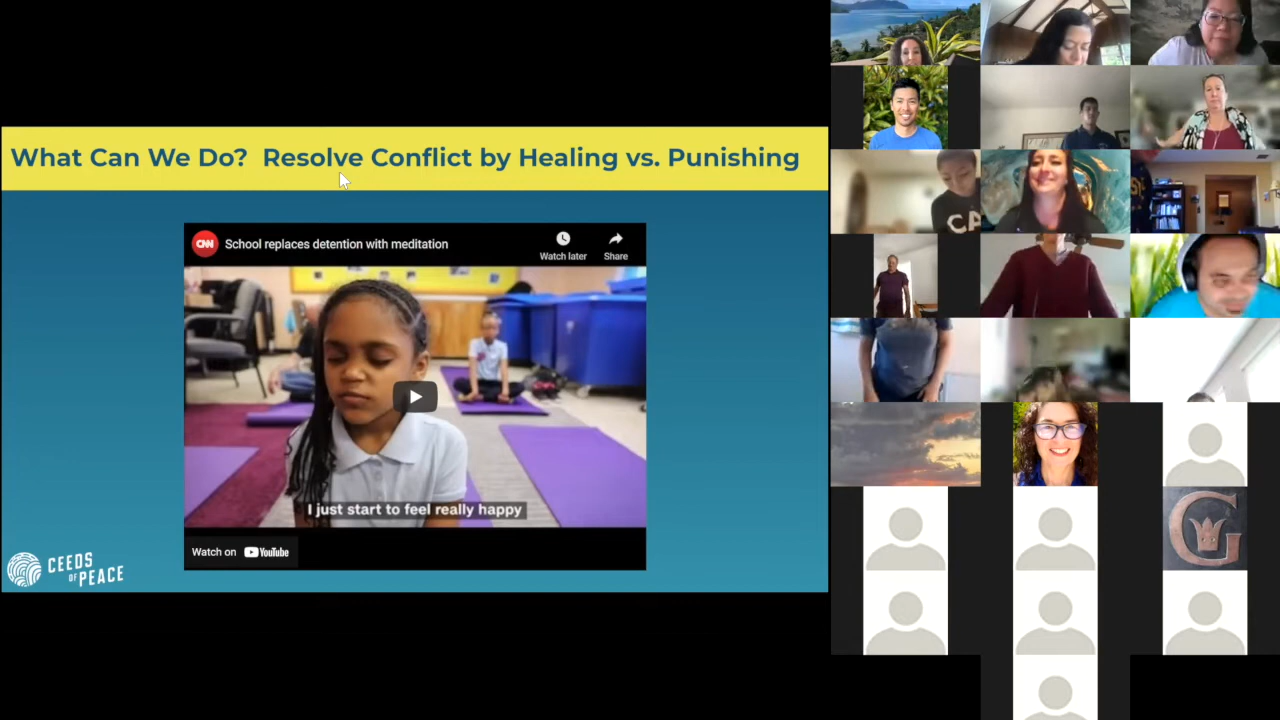 What Can We Do?  Resolve Conflict by Healing vs. Punishing
CNN
School replaces detention with meditation
Watch later
Share
I just start to feel really happy
Watch on YouTube
CEEDS
OF PEACE
CA
G